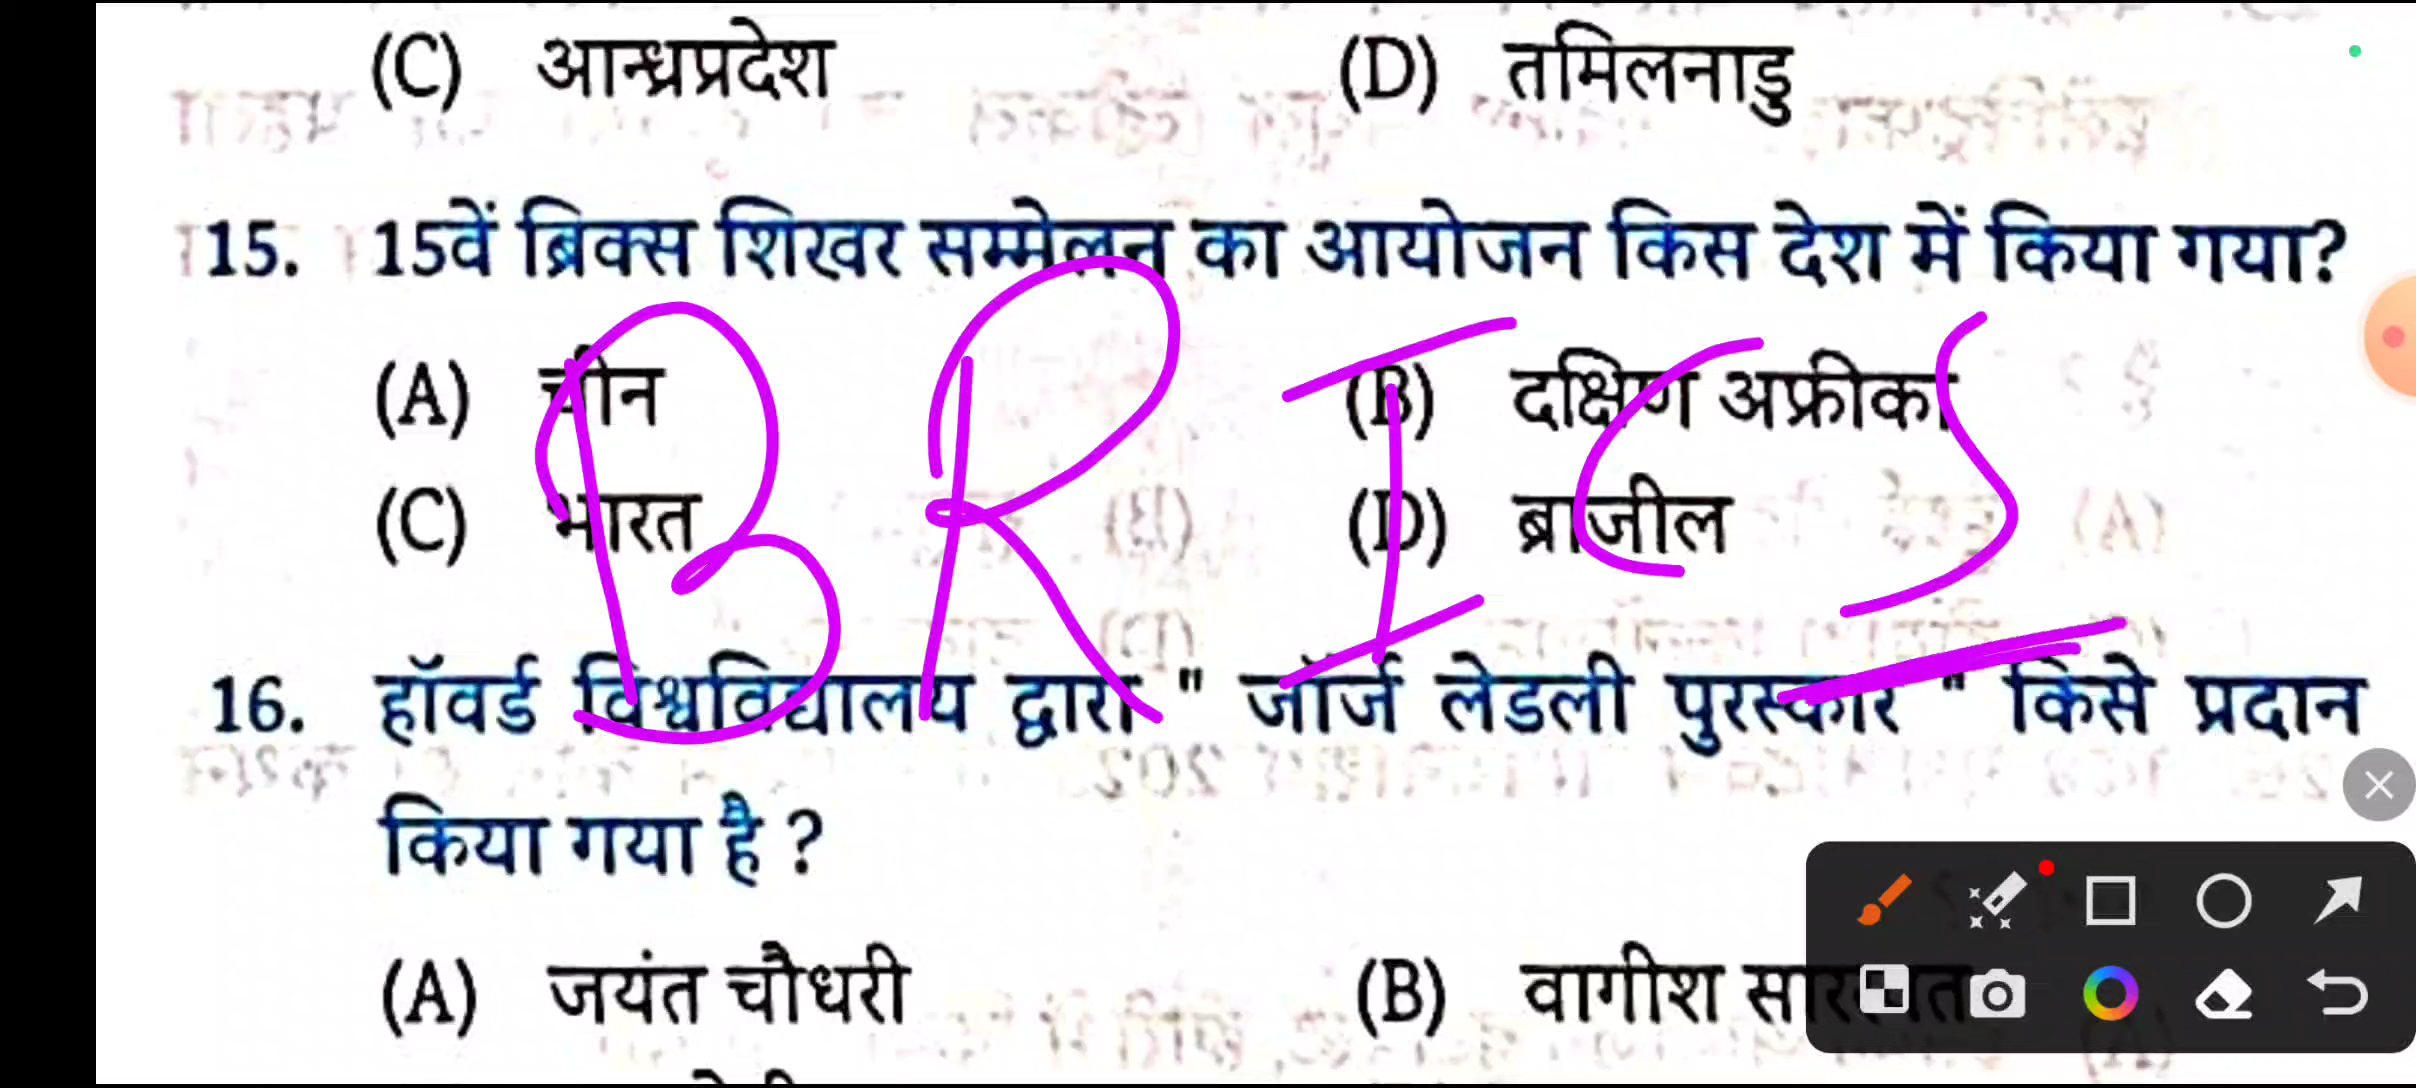 (C) आन्ध्रप्रदेश (D) तमिलनाडु
15. 15वें ब्रिक्स शिखर सम्मेलन का आयोजन किस देश में किया गया?
(A) चीन (B) दक्षिण अफ्रीका
(C) भारत (D) ब्राजील
BRICS
16. हॉवर्ड विश्वविद्यालय द्वारा " जॉर्ज लेडली पुरस्कार " किसे प्रदान
किया गया है ?
(A) जयंत चौधरी (B) वागीश